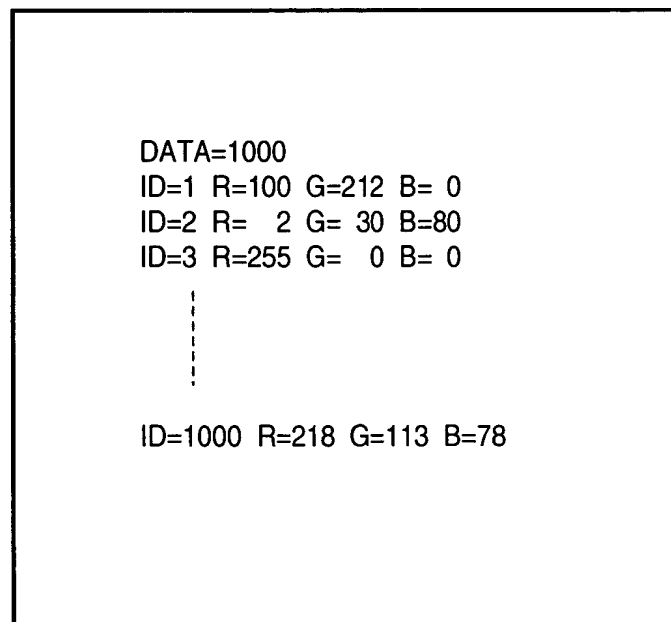 DATA=1000
ID=1 R=100 G=212 B= 0
ID=2 R= 2 G= 30 B=80
ID=3 R=255 G= 0 B= 0
ID=1000 R=218 G=113 B=78